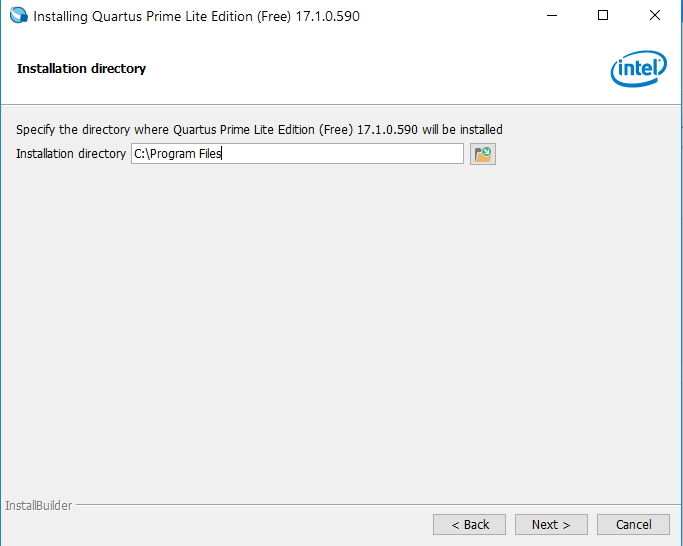 Installing Quartus Prime Lite Edition (Free) 17.1.0.590
Installation directory
intel
Specify the directory where Quartus Prime Lite Edition (Free) 17.1.0.590 will be installed
Installation directory C:\Program Files
InstallBuilder
< Back Next > Cancel